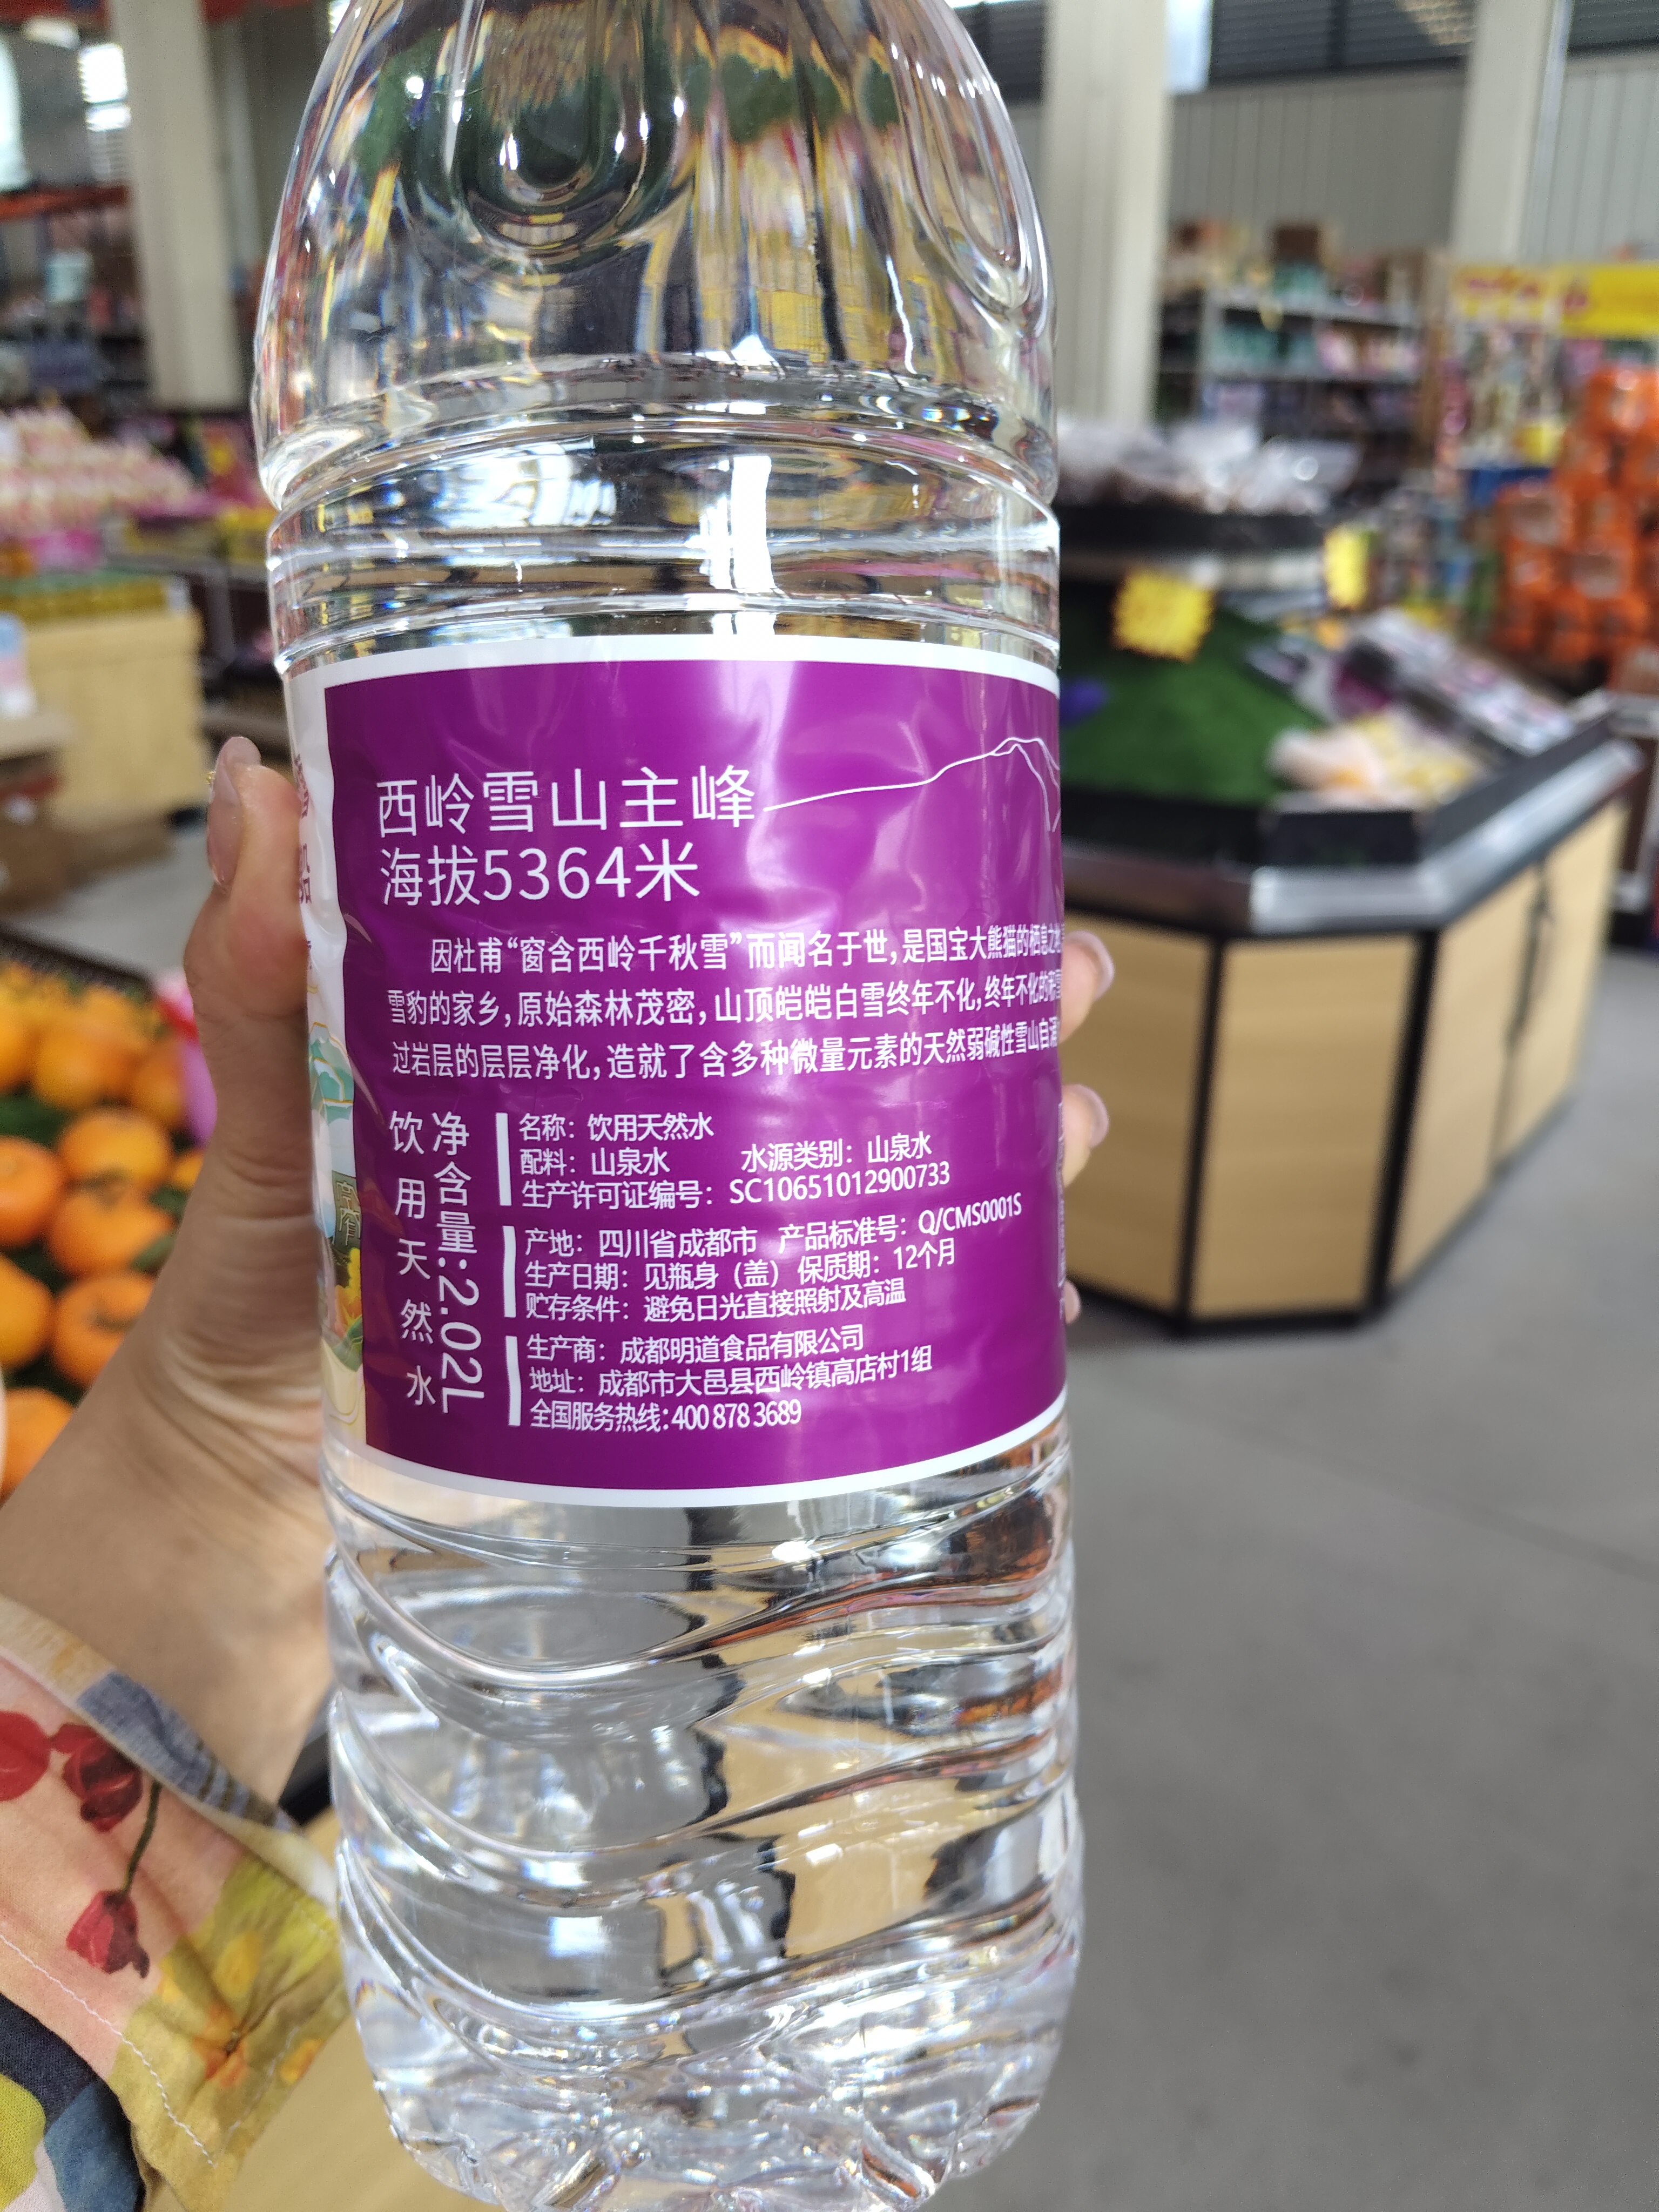 西岭雪山主峰
海拔5364米
因杜甫“窗含西岭千秋雪”而闻名于世，是国宝大熊猫的栖息之地
雪豹的家乡，原始森林茂密，山顶皑皑白雪终年不化，终年不化的
过岩层的层层净化，造就了含多种微量元素的天然弱碱性雪山自涌
饮用天然水
净含量:2.02L
名称：饮用天然水
配料：山泉水 水源类别：山泉水
生产许可证编号：SC10651012900733
产地：四川省成都市 产品标准号：Q/CMS0001S
生产日期：见瓶身（盖） 保质期：12个月
贮存条件：避免日光直接照射及高温
生产商：成都明道食品有限公司
地址：成都市大邑县西岭镇高店村1组
全国服务热线：400 878 3689